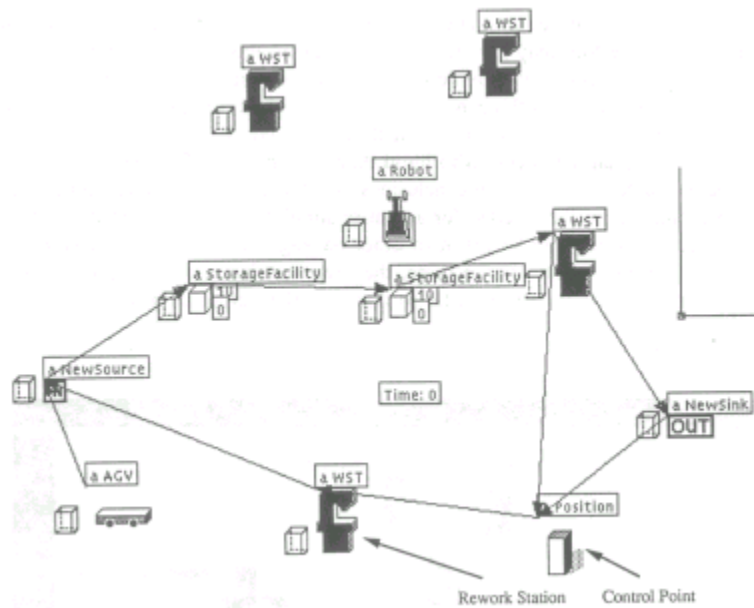 a WST
a WST
a Robot
a WST
a StorageFacility
a StorageFacility
10
0
10
0
a NewSource
Time: 0
a NewSink
OUT
a AGV
a WST
Position
Rework Station
Control Point